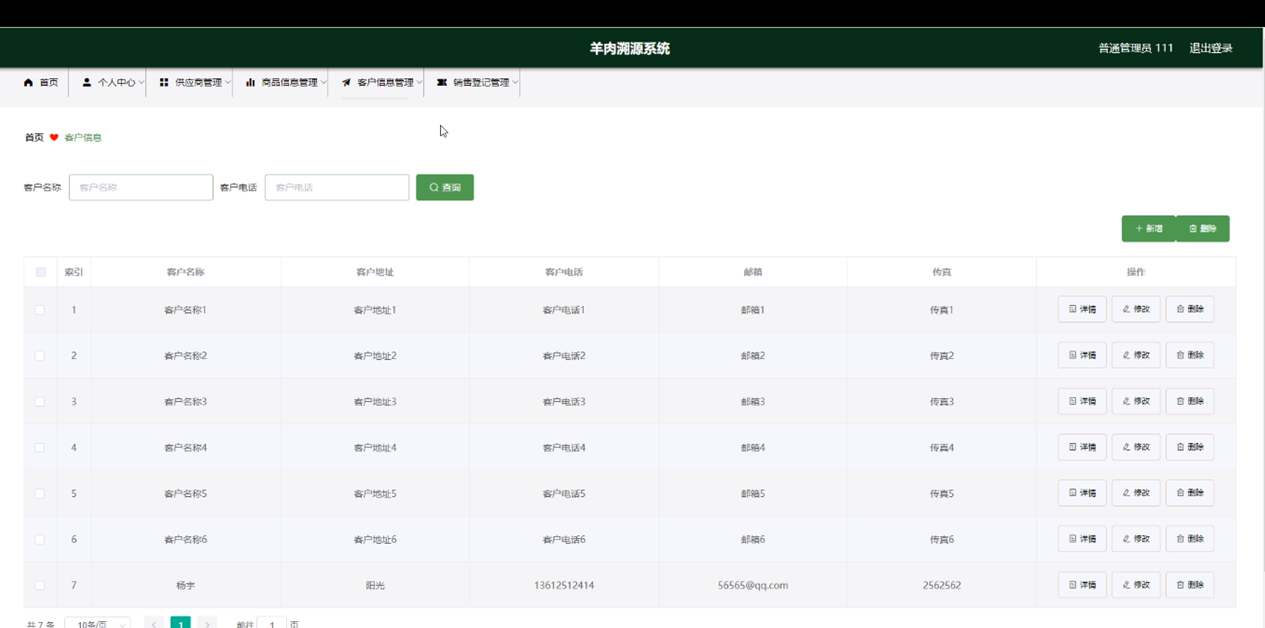 羊肉溯源系统
普通管理员 111 退出登录
首页 个人中心 供应商管理 商品信息管理 客户信息管理 销售登记管理
首页 客户信息
客户名称 客户名称 客户电话 客户电话 查询
新增 删除
索引 客户名称 客户地址 客户电话 邮箱 传真 操作
1 客户名称1 客户地址1 客户电话1 邮箱1 传真1 详情 修改 删除
2 客户名称2 客户地址2 客户电话2 邮箱2 传真2 详情 修改 删除
3 客户名称3 客户地址3 客户电话3 邮箱3 传真3 详情 修改 删除
4 客户名称4 客户地址4 客户电话4 邮箱4 传真4 详情 修改 删除
5 客户名称5 客户地址5 客户电话5 邮箱5 传真5 详情 修改 删除
6 客户名称6 客户地址6 客户电话6 邮箱6 传真6 详情 修改 删除
7 杨宇 阳光 13612512414 56565@qq.com 2562562 详情 修改 删除
共 7 条 10条/页 1 前往 1 页